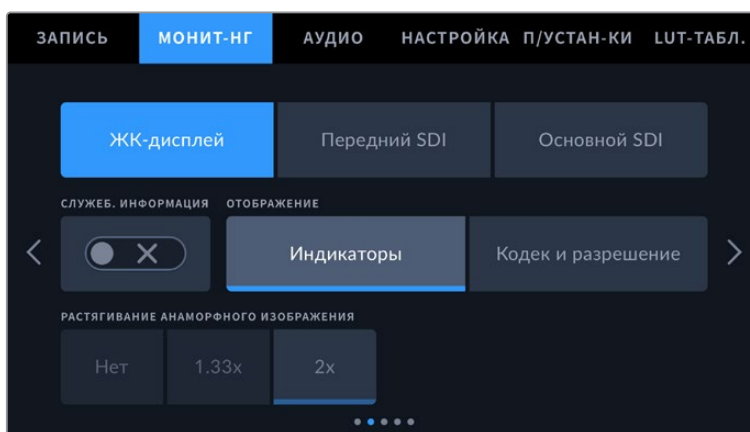 ЗАПИСЬ МОНИТ-НГ АУДИО НАСТРОЙКА П/УСТАН-КИ LUT-ТАБЛ.
ЖК-дисплей Передний SDI Основной SDI
СЛУЖЕБ. ИНФОРМАЦИЯ ОТОБРАЖЕНИЕ
Индикаторы Кодек и разрешение
РАСТЯГИВАНИЕ АНАМОРФНОГО ИЗОБРАЖЕНИЯ
Нет 1.33x 2x